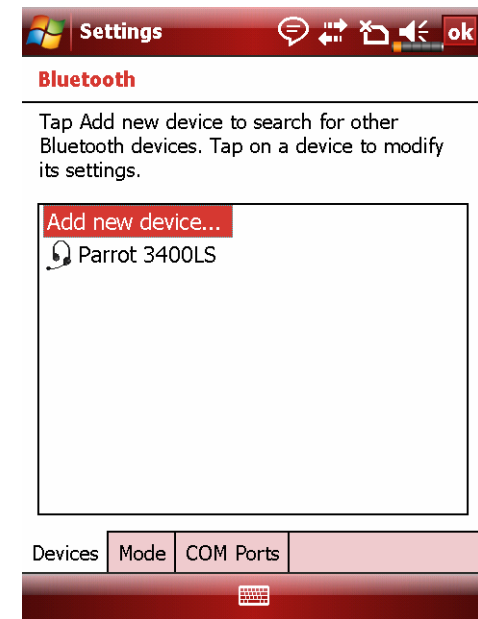 Settings
ok
Bluetooth
Tap Add new device to search for other
Bluetooth devices. Tap on a device to modify
its settings.
Add new device...
Parrot 3400LS
Devices
Mode
COM Ports